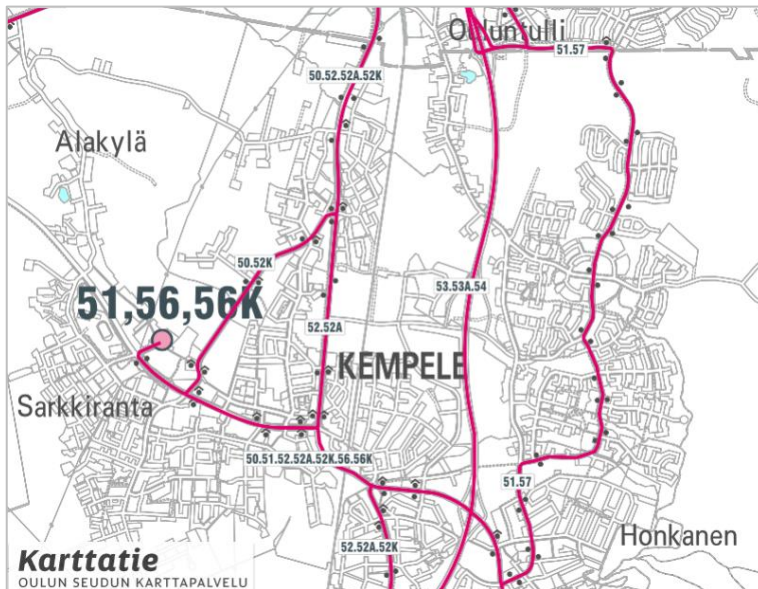 Ouluntulli
51.57
50.52.52A.52K
Alakylä
50.52K
53.53A.54
51,56,56K
52.52A
KEMPELE
Sarkkiranta
50.51.52.52A.52K.56.56K
51.57
52.52A.52K
Honkanen
Karttatie
OULUN SEUDUN KARTTAPALVELU